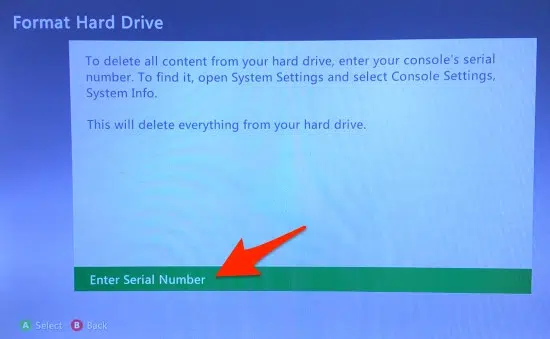 Format Hard Drive
To delete all content from your hard drive, enter your console's serial
number. To find it, open System Settings and select Console Settings,
System Info.
This will delete everything from your hard drive.
Enter Serial Number
A Select B Back